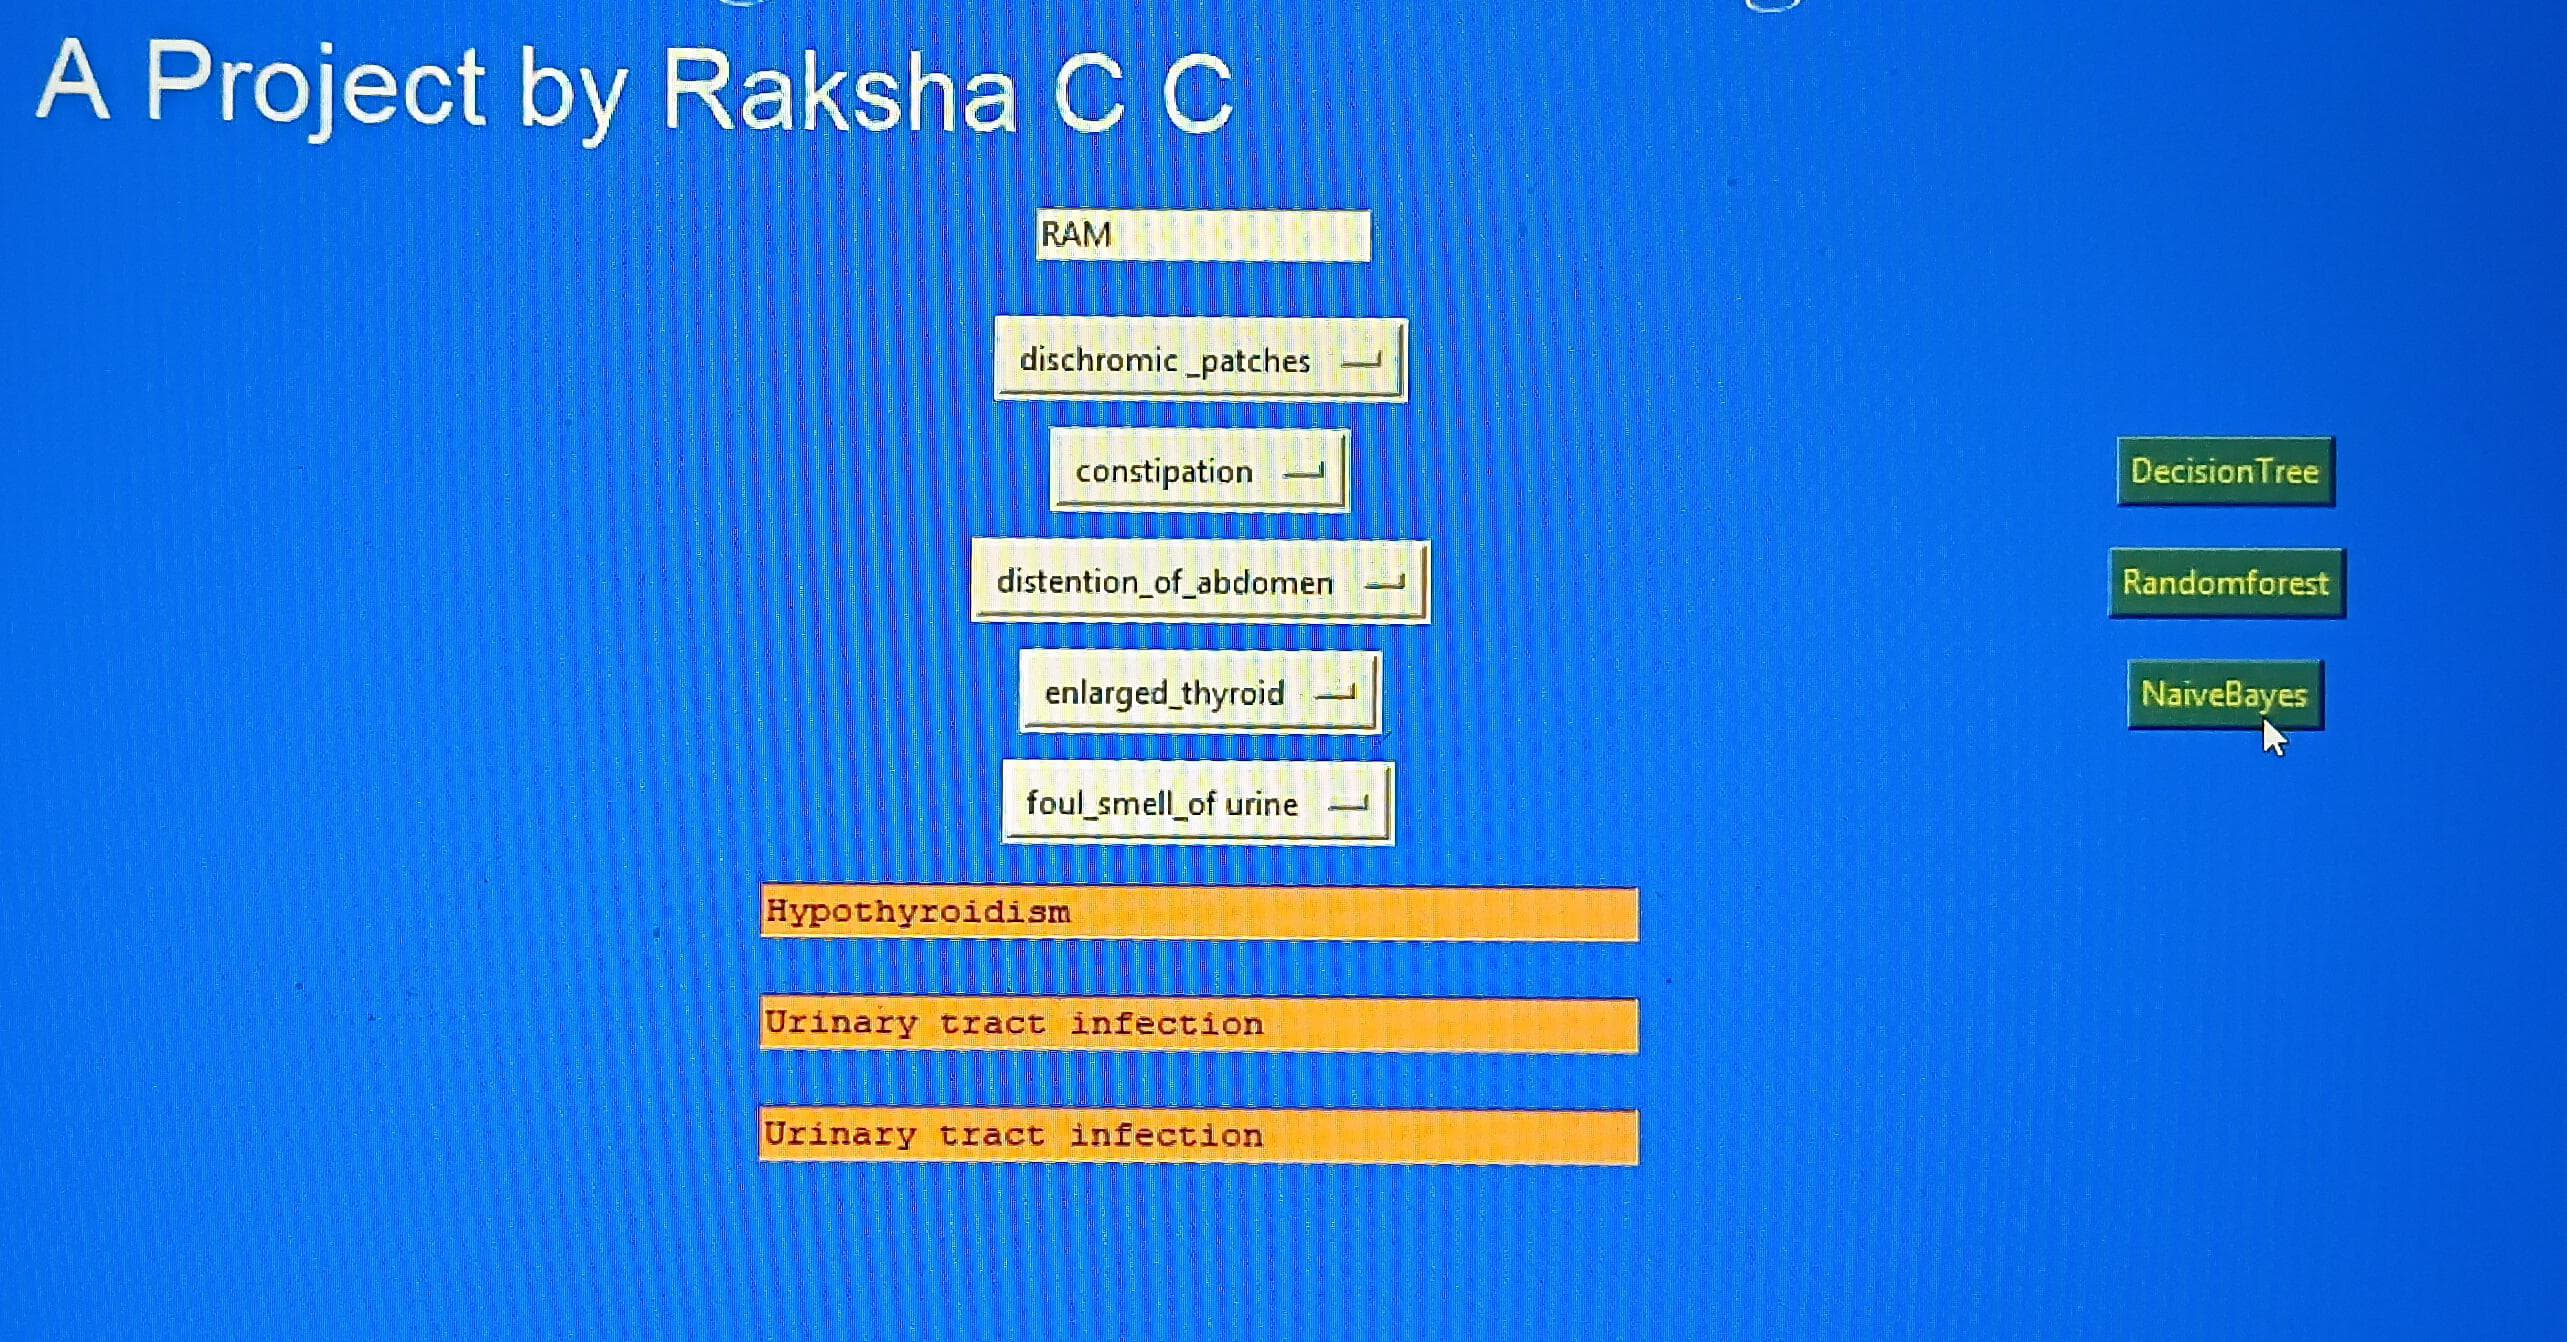 A Project by Raksha C C
RAM
dischromic _patches
constipation
DecisionTree
distention_of_abdomen
Randomforest
enlarged_thyroid
NaiveBayes
foul_smell_of urine
Hypothyroidism
Urinary tract infection
Urinary tract infection